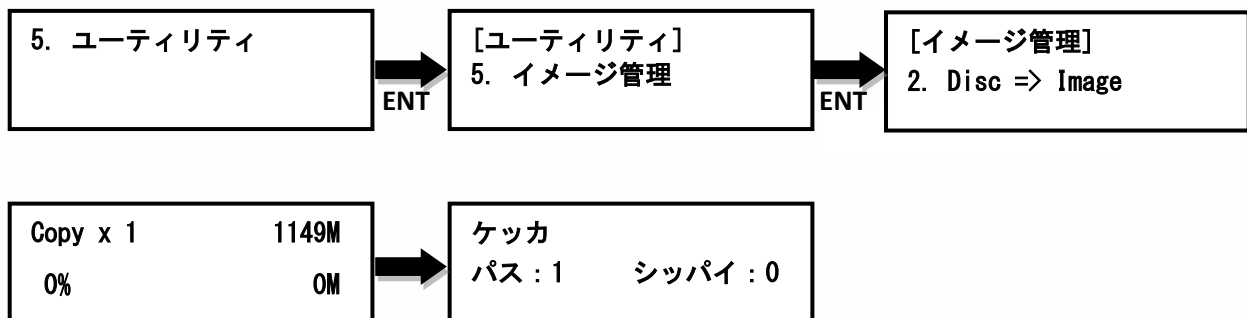 5. ユーティリティ
ENT
[ユーティリティ]
5. イメージ管理
ENT
[イメージ管理]
2. Disc => Image
Copy x 1 1149M
0% 0M
ケッカ
パス：1 シッパイ：0